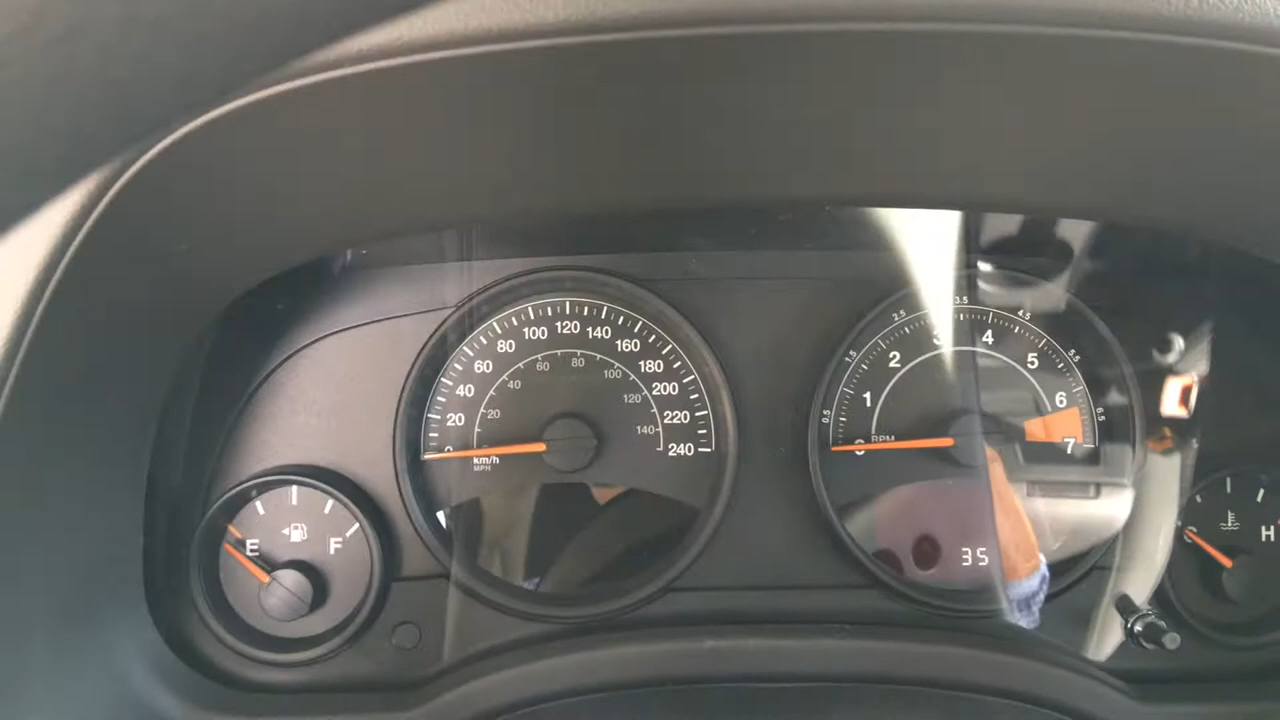 0 20 40 60 80 100 120 140 160 180 200 220 240
20 40 60 80 100 120 140
km/h
MPH
0.5 1.5 2.5 3.5 4.5 5.5 6.5
1 2 3 4 5 6 7
RPM
35
E F
H